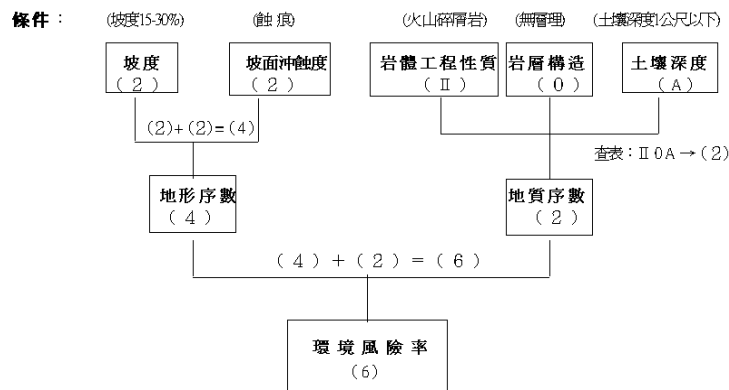 條件： (坡度15-30%) (蝕痕) (火山碎屑岩) (無層理) (土壤深度1公尺以下)
坡度 坡面沖蝕度 岩體工程性質 岩層構造 土壤深度
(2) (2) (Ⅱ) (0) (A)
(2)+(2)=(4)
查表：Ⅱ0A→(2)
地形序數 地質序數
(4) (2)
(4)+(2)=(6)
環境風險率
(6)